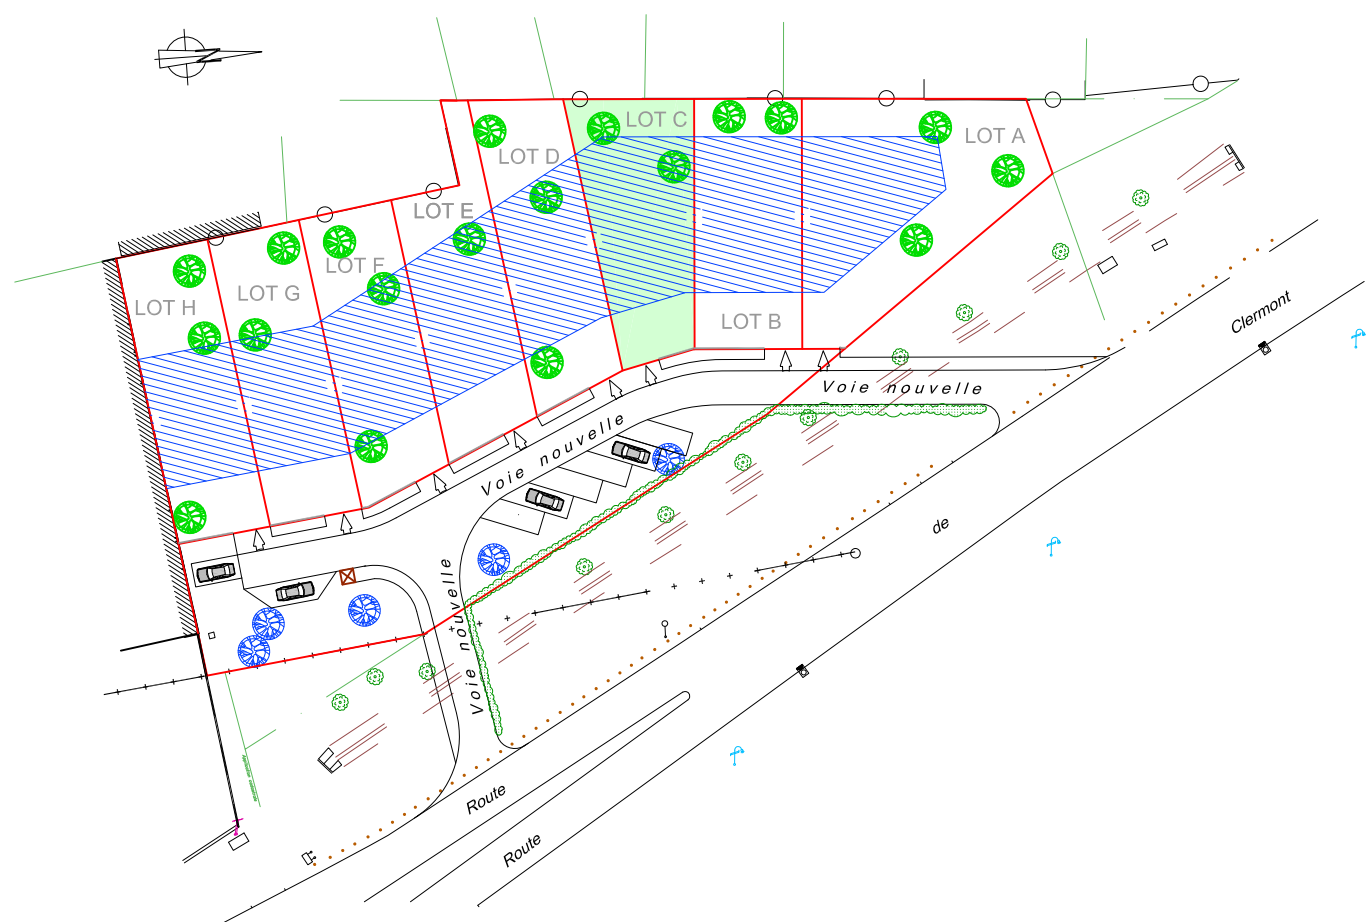 LOT C
LOT A
LOT D
LOT E
LOT F
LOT G
LOT H
LOT B
Clermont
Voie nouvelle
Voie nouvelle
de
Voie nouvelle
Route
Route